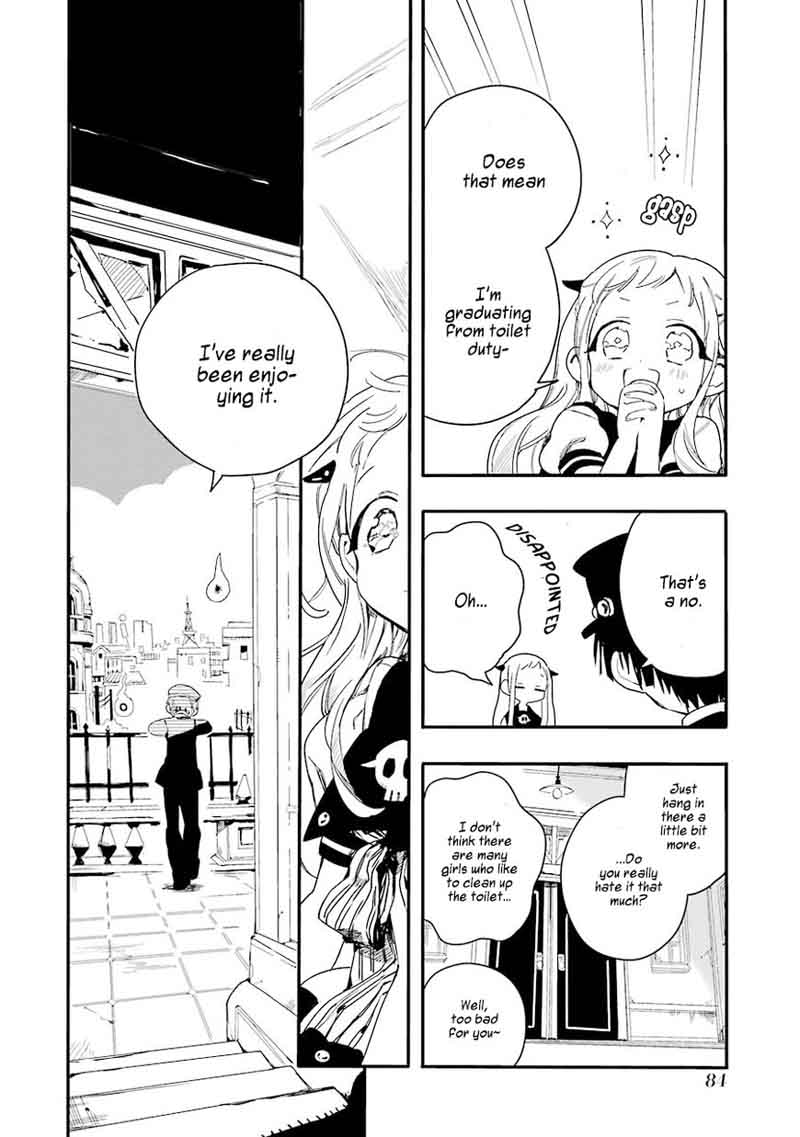 Does
that mean
I'm
graduating
from toilet
duty-
gasp
That's
a no.
DISAPPOINTED
Oh...
Just
hang in
there a
little bit
more.
...Do
you really
hate it that
much?
I don't
think there
are many
girls who like
to clean up
the toilet...
Well,
too bad
for you~
I've really
been enjo-
ying it.
84